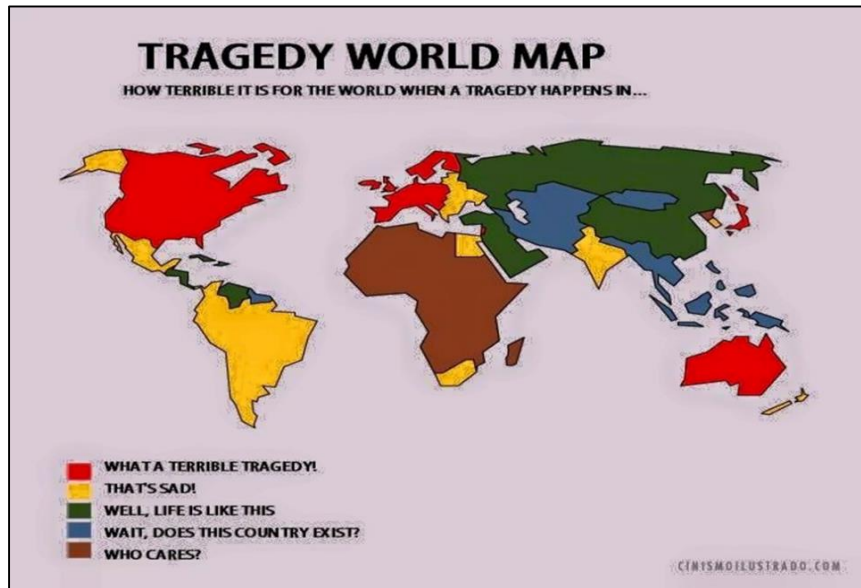 TRAGEDY WORLD MAP
HOW TERRIBLE IT IS FOR THE WORLD WHEN A TRAGEDY HAPPENS IN...
WHAT A TERRIBLE TRAGEDY!
THAT'S SAD!
WELL, LIFE IS LIKE THIS
WAIT, DOES THIS COUNTRY EXIST?
WHO CARES?
CINISMOILUSTRADO.COM